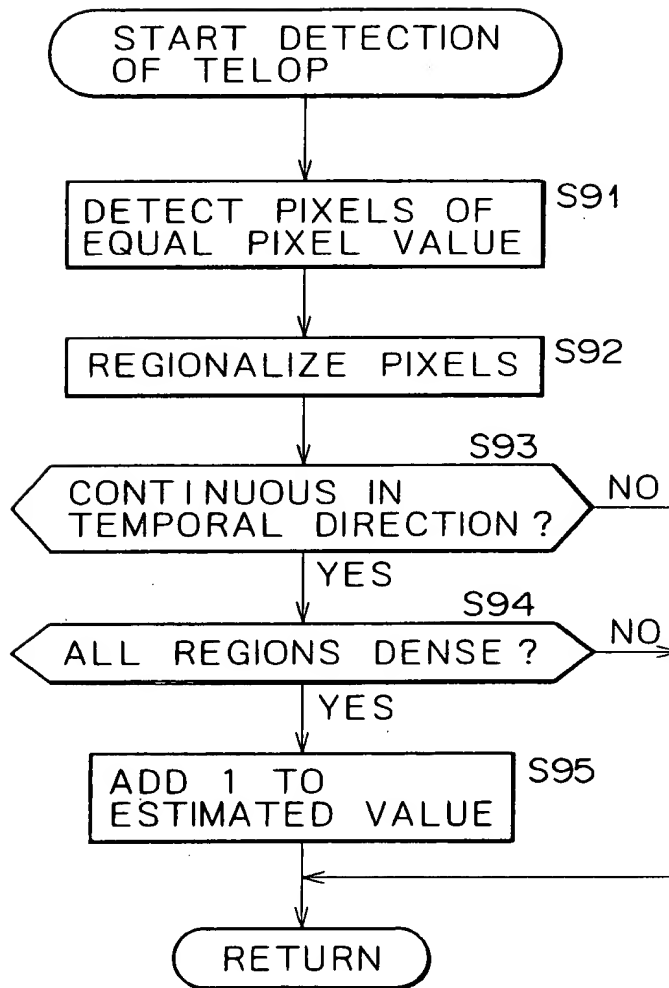 START DETECTION
OF TELOP
S91
DETECT PIXELS OF
EQUAL PIXEL VALUE
S92
REGIONALIZE PIXELS
S93
CONTINUOUS IN
TEMPORAL DIRECTION?
NO
YES
S94
ALL REGIONS DENSE?
NO
YES
S95
ADD 1 TO
ESTIMATED VALUE
RETURN